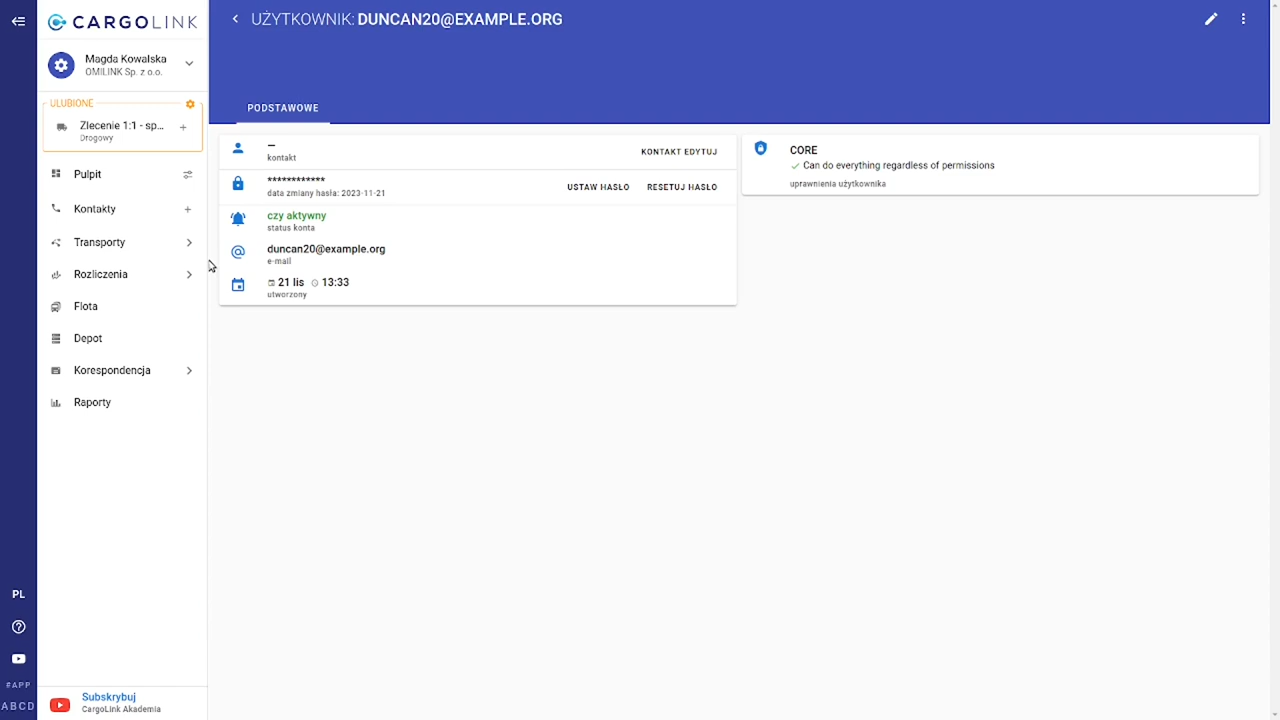 CARGOLINK
Magda Kowalska
OMILINK Sp. z o.o.
ULUBIONE
Zlecenie 1:1 - sp...
Drogowy
Pulpit
Kontakty
Transporty
Rozliczenia
Flota
Depot
Korespondencja
Raporty
PL
#APP
ABCD
Subskrybuj
CargoLink Akademia
UŻYTKOWNIK: DUNCAN20@EXAMPLE.ORG
PODSTAWOWE
—
kontakt
KONTAKT EDYTUJ
************
data zmiany hasła: 2023-11-21
USTAW HASŁO RESETUJ HASŁO
czy aktywny
status konta
duncan20@example.org
e-mail
21 lis 13:33
utworzony
CORE
Can do everything regardless of permissions
uprawnienia użytkownika